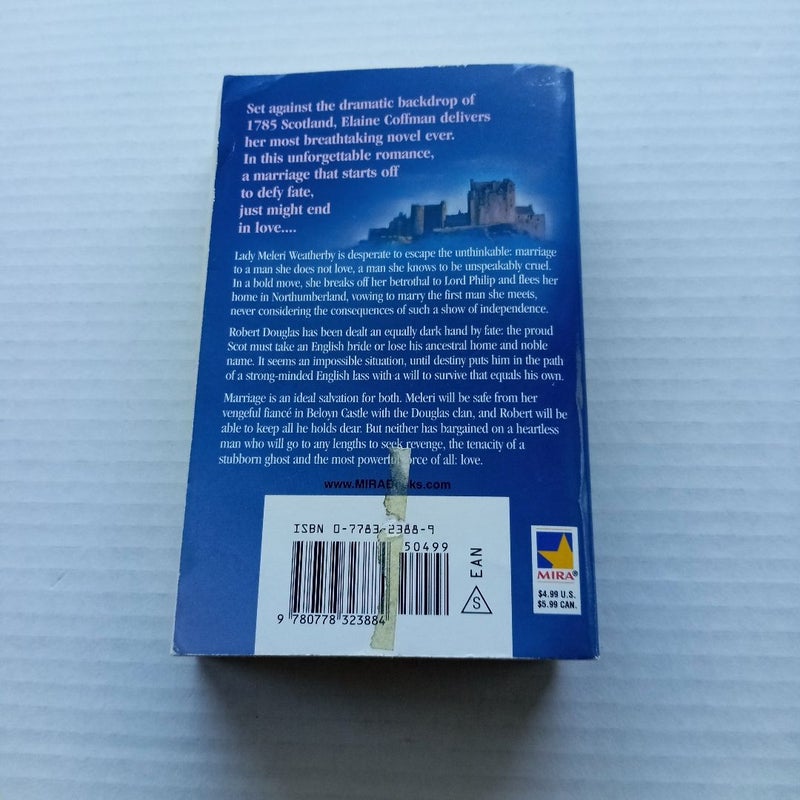 Set against the dramatic backdrop of
1785 Scotland, Elaine Coffman delivers
her most breathtaking novel ever.
In this unforgettable romance,
a marriage that starts off
to defy fate,
just might end
in love....
Lady Meleri Weatherby is desperate to escape the unthinkable: marriage
to a man she does not love, a man she knows to be unspeakably cruel.
In a bold move, she breaks off her betrothal to Lord Philip and flees her
home in Northumberland, vowing to marry the first man she meets,
never considering the consequences of such a show of independence.
Robert Douglas has been dealt an equally dark hand by fate: the proud
Scot must take an English bride or lose his ancestral home and noble
name. It seems an impossible situation, until destiny puts him in the path
of a strong-minded English lass with a will to survive that equals his own.
Marriage is an ideal salvation for both. Meleri will be safe from her
vengeful fiancé in Beloyn Castle with the Douglas clan, and Robert will be
able to keep all he holds dear. But neither has bargained on a heartless
man who will go to any lengths to seek revenge, the tenacity of a
stubborn ghost and the most powerful force of all: love.
www.MIRABooks.com
ISBN 0-7783-2388-9
50499
EAN
S
9 780778 323884
MIRA®
$4.99 U.S.
$5.99 CAN.